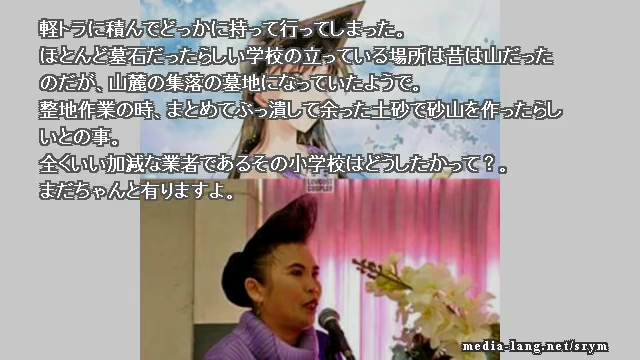 軽トラに積んでどっかに持って行ってしまった。
ほとんど墓石だったらしい学校の立っている場所は昔は山だった
のだが、山麓の集落の墓地になっていたようで。
整地作業の時、まとめてぶっ潰して余った土砂で砂山を作ったらし
いとの事。
全くいい加減な業者であるその小学校はどうしたかって？。
まだちゃんと有りますよ。
media-lang.net/srym